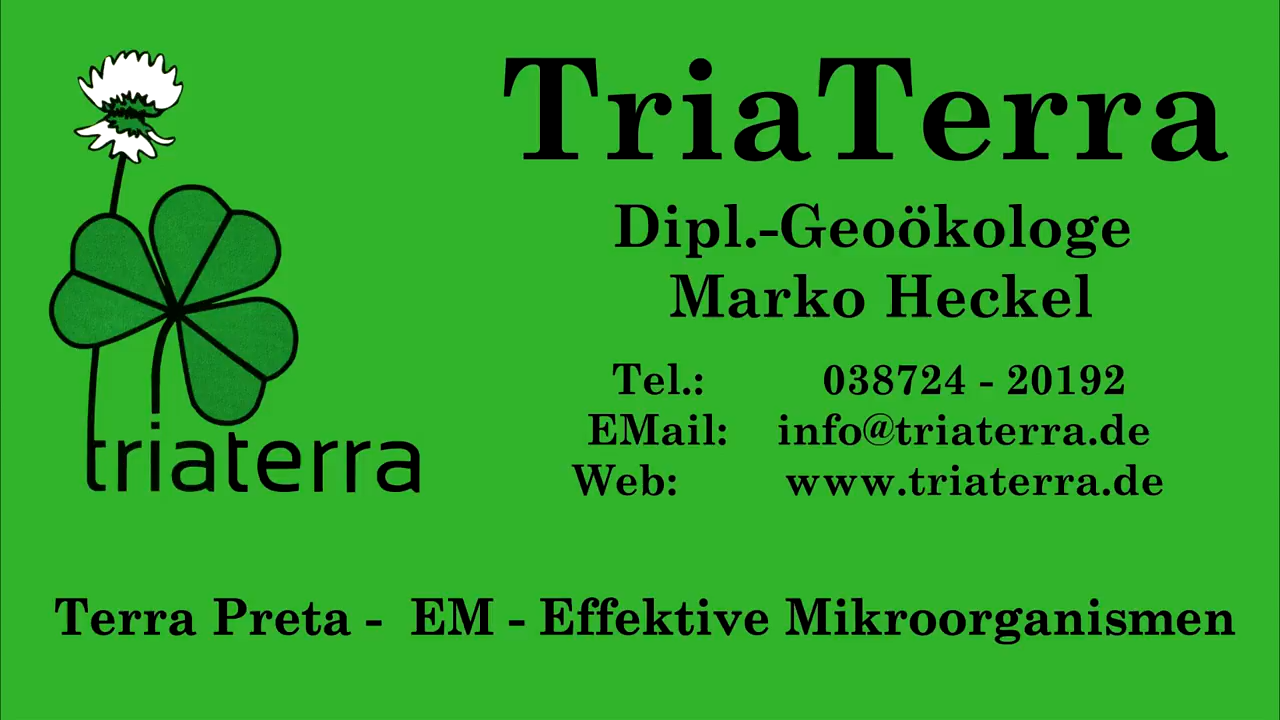 TriaTerra
Dipl.-Geoökologe
Marko Heckel
Tel.: 038724 - 20192
EMail: info@triaterra.de
Web: www.triaterra.de
triaterra
Terra Preta - EM - Effektive Mikroorganismen